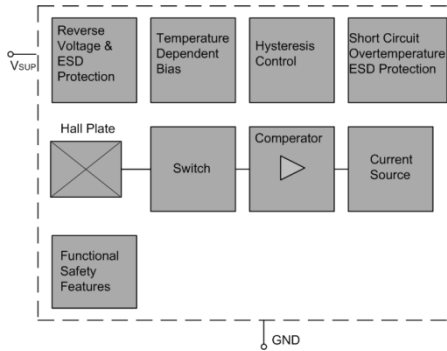 Reverse
Voltage &
ESD
Protection
Temperature
Dependent
Bias
Hysteresis
Control
Short Circuit
Overtemperature
ESD Protection
VSUP
Hall Plate
Switch
Comperator
Current
Source
Functional
Safety
Features
GND